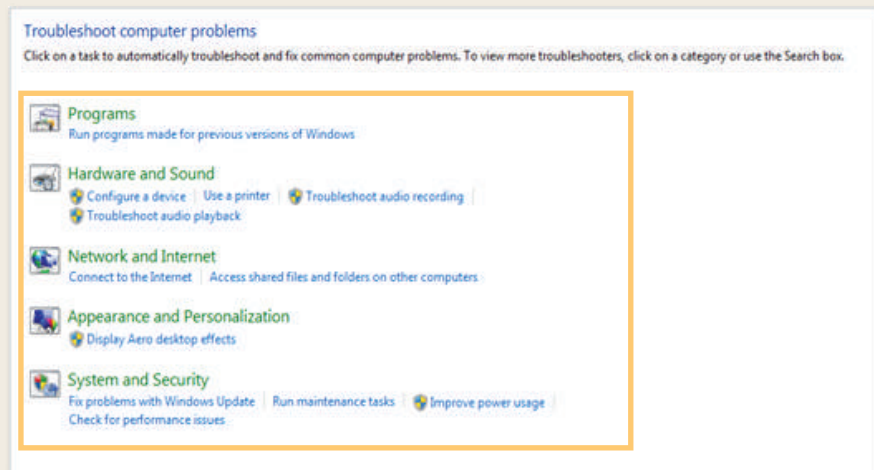 Troubleshoot computer problems
Click on a task to automatically troubleshoot and fix common computer problems. To view more troubleshooters, click on a category or use the Search box.
Programs
Run programs made for previous versions of Windows
Hardware and Sound
Configure a device Use a printer Troubleshoot audio recording
Troubleshoot audio playback
Network and Internet
Connect to the Internet Access shared files and folders on other computers
Appearance and Personalization
Display Aero desktop effects
System and Security
Fix problems with Windows Update Run maintenance tasks Improve power usage
Check for performance issues